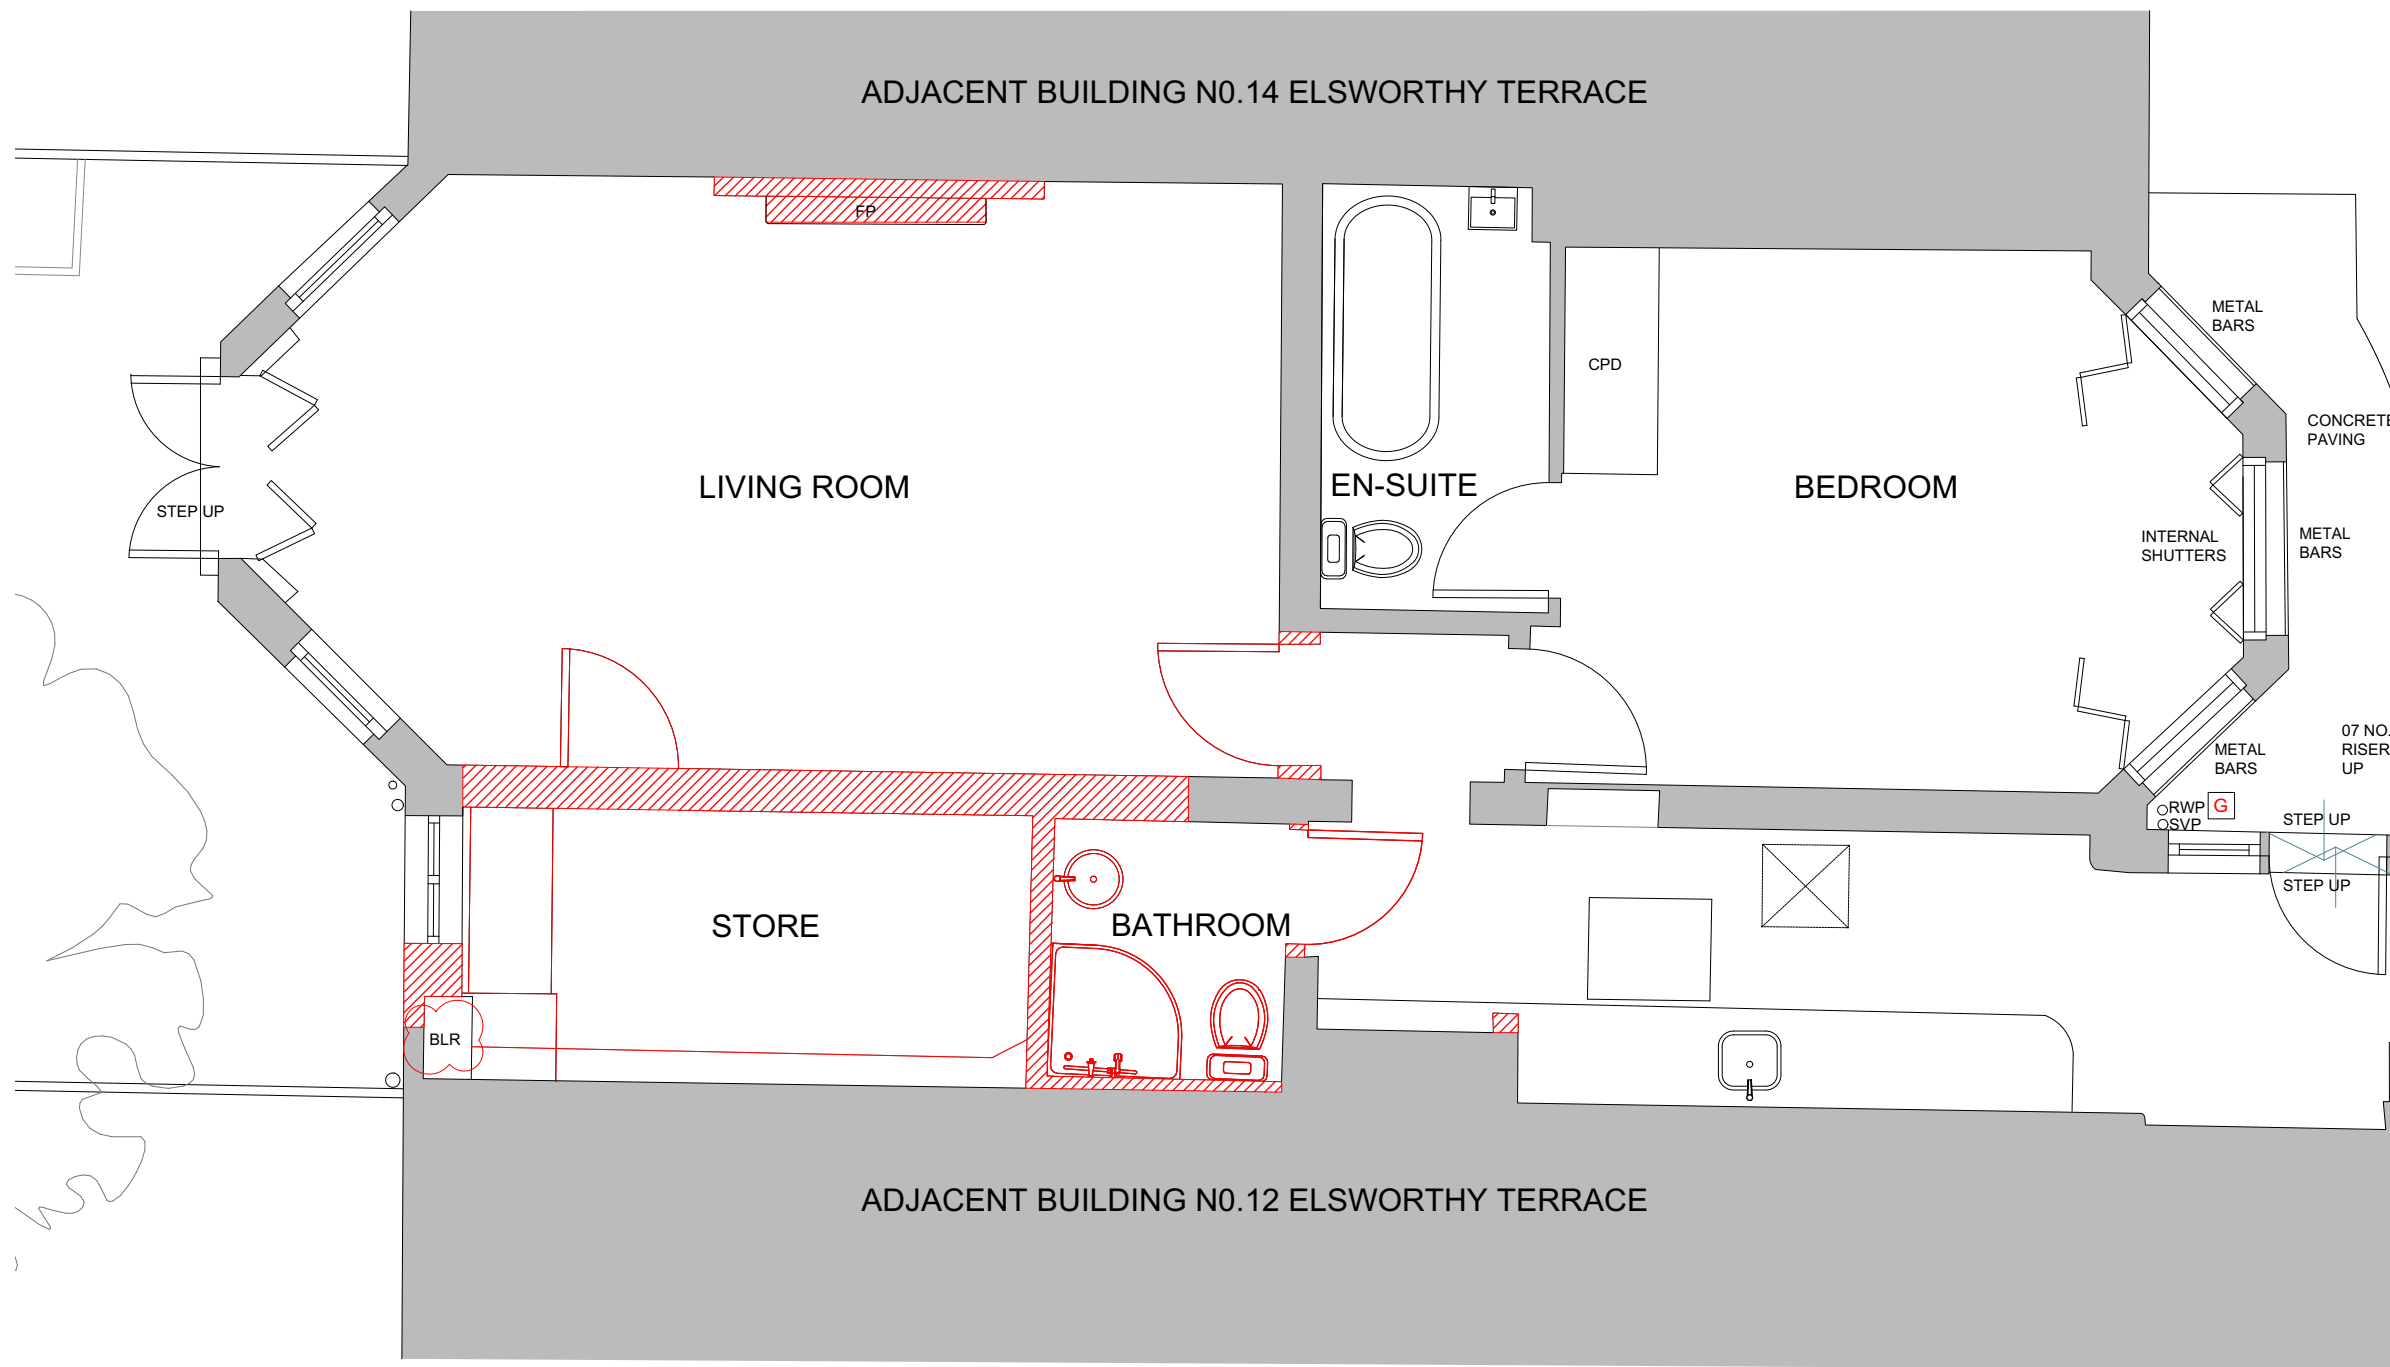 ADJACENT BUILDING N0.14 ELSWORTHY TERRACE
FP
METAL
BARS
CPD
CONCRETE
PAVING
LIVING ROOM
EN-SUITE
BEDROOM
STEP UP
INTERNAL
SHUTTERS
METAL
BARS
METAL
BARS
07 NO.
RISER
UP
RWP
G
SVP
STEP UP
STEP UP
STORE
BATHROOM
BLR
ADJACENT BUILDING N0.12 ELSWORTHY TERRACE